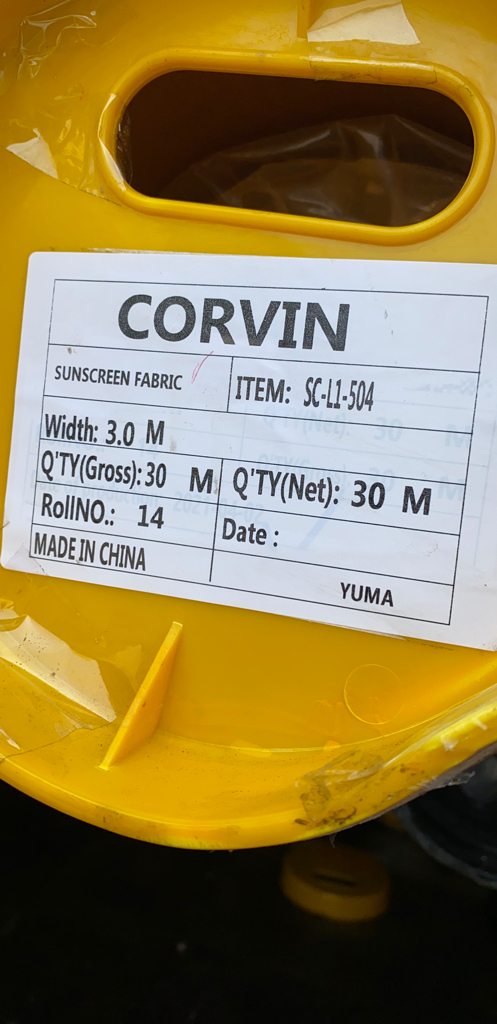 CORVIN
SUNSCREEN FABRIC ITEM: SC-L1-504
Width: 3.0 M
Q'TY(Gross): 30 M Q'TY(Net): 30 M
RollNO.: 14 Date :
MADE IN CHINA
YUMA